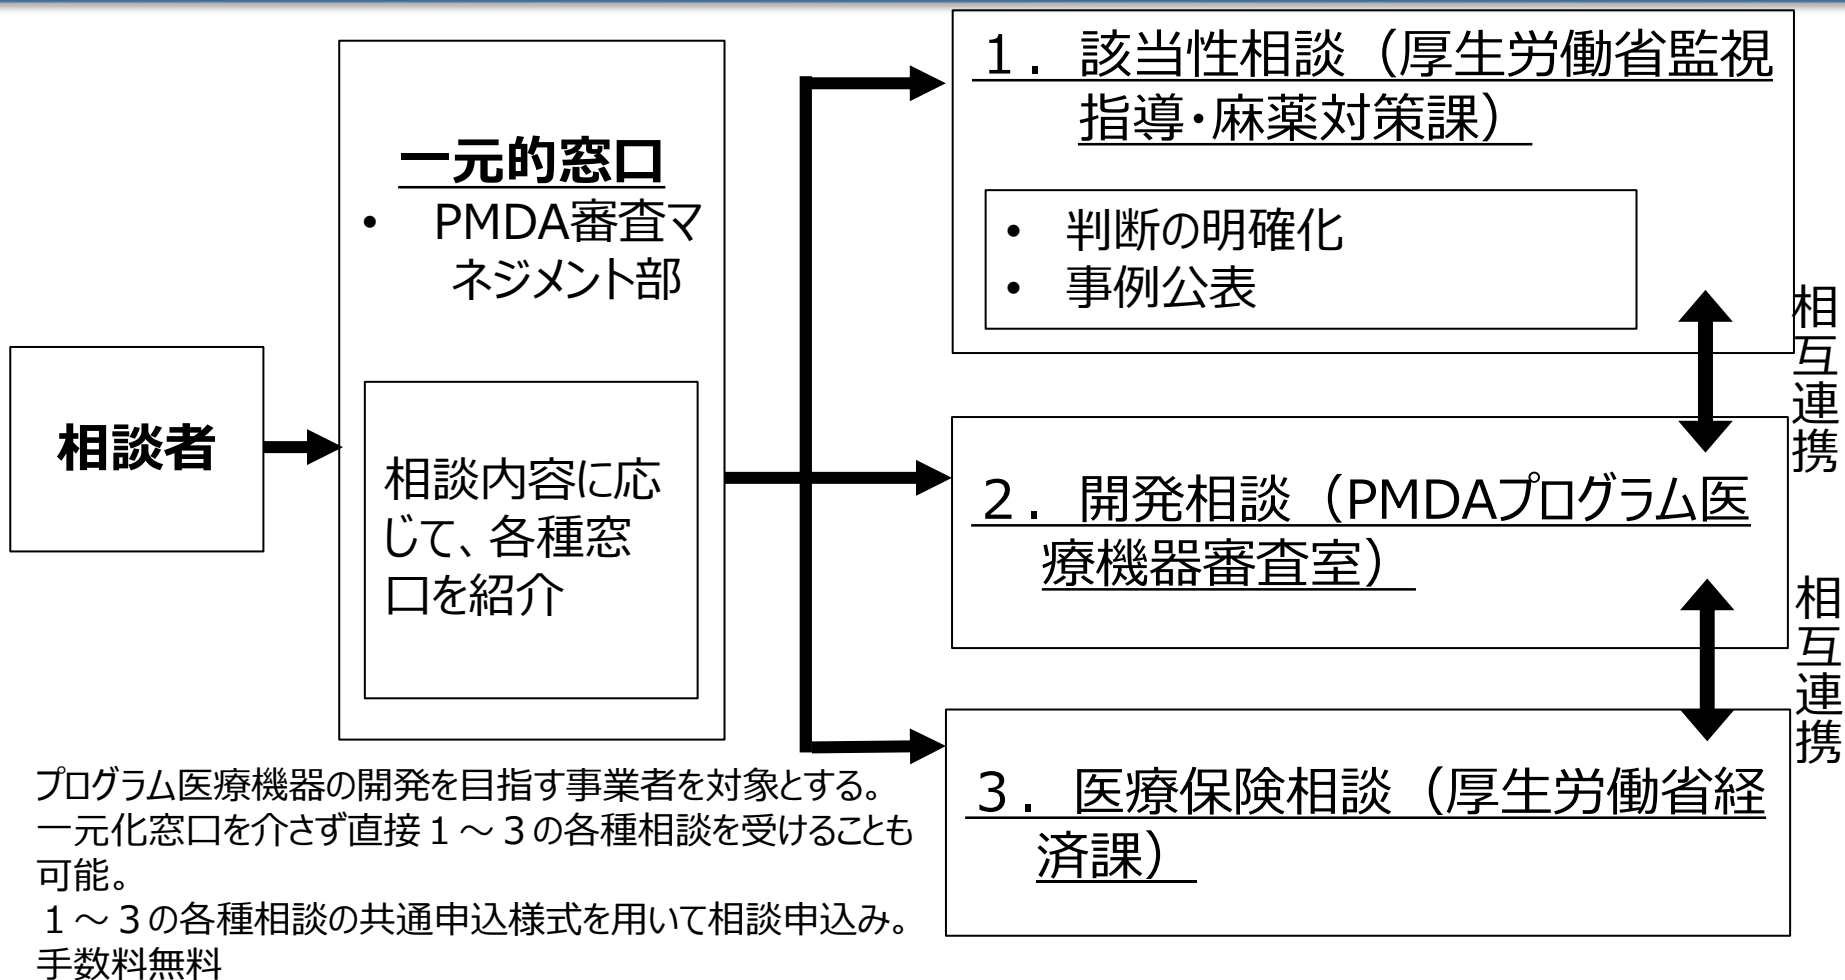 相談者
一元的窓口
• PMDA審査マ
ネジメント部
相談内容に応
じて、各種窓
口を紹介
１．該当性相談（厚生労働省監視
指導・麻薬対策課）
• 判断の明確化
• 事例公表
相互連携
２．開発相談（PMDAプログラム医
療機器審査室）
相互連携
３．医療保険相談（厚生労働省経
済課）
プログラム医療機器の開発を目指す事業者を対象とする。
一元化窓口を介さず直接１～３の各種相談を受けることも
可能。
１～３の各種相談の共通申込様式を用いて相談申込み。
手数料無料